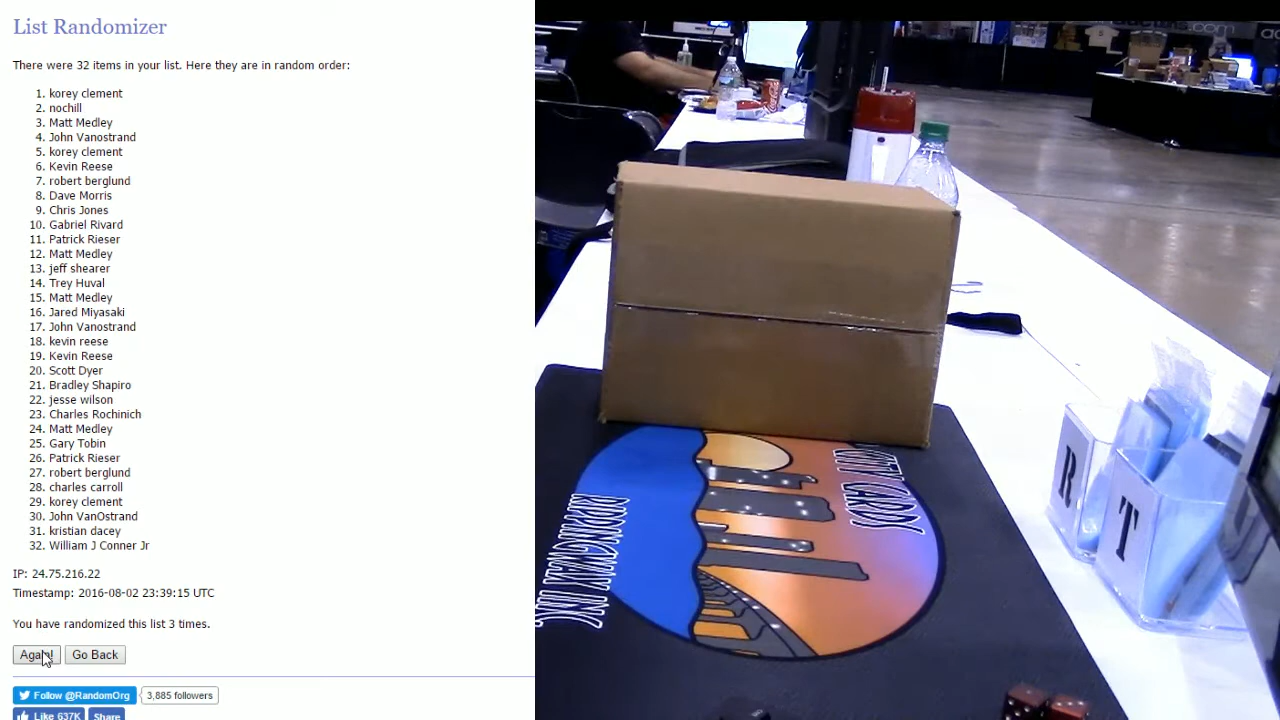 List Randomizer
There were 32 items in your list. Here they are in random order:
1. korey clement
2. nochill
3. Matt Medley
4. John Vanostrand
5. korey clement
6. Kevin Reese
7. robert berglund
8. Dave Morris
9. Chris Jones
10. Gabriel Rivard
11. Patrick Rieser
12. Matt Medley
13. jeff shearer
14. Trey Huval
15. Matt Medley
16. Jared Miyasaki
17. John Vanostrand
18. kevin reese
19. Kevin Reese
20. Scott Dyer
21. Bradley Shapiro
22. jesse wilson
23. Charles Rochinich
24. Matt Medley
25. Gary Tobin
26. Patrick Rieser
27. robert berglund
28. charles carroll
29. korey clement
30. John VanOstrand
31. kristian dacey
32. William J Conner Jr
IP: 24.75.216.22
Timestamp: 2016-08-02 23:39:15 UTC
You have randomized this list 3 times.
Again! Go Back
Follow @RandomOrg 3,885 followers
Like 637K Share
Coca-Cola
CITY CARDS
RIPPINGWAX INC.
R
T